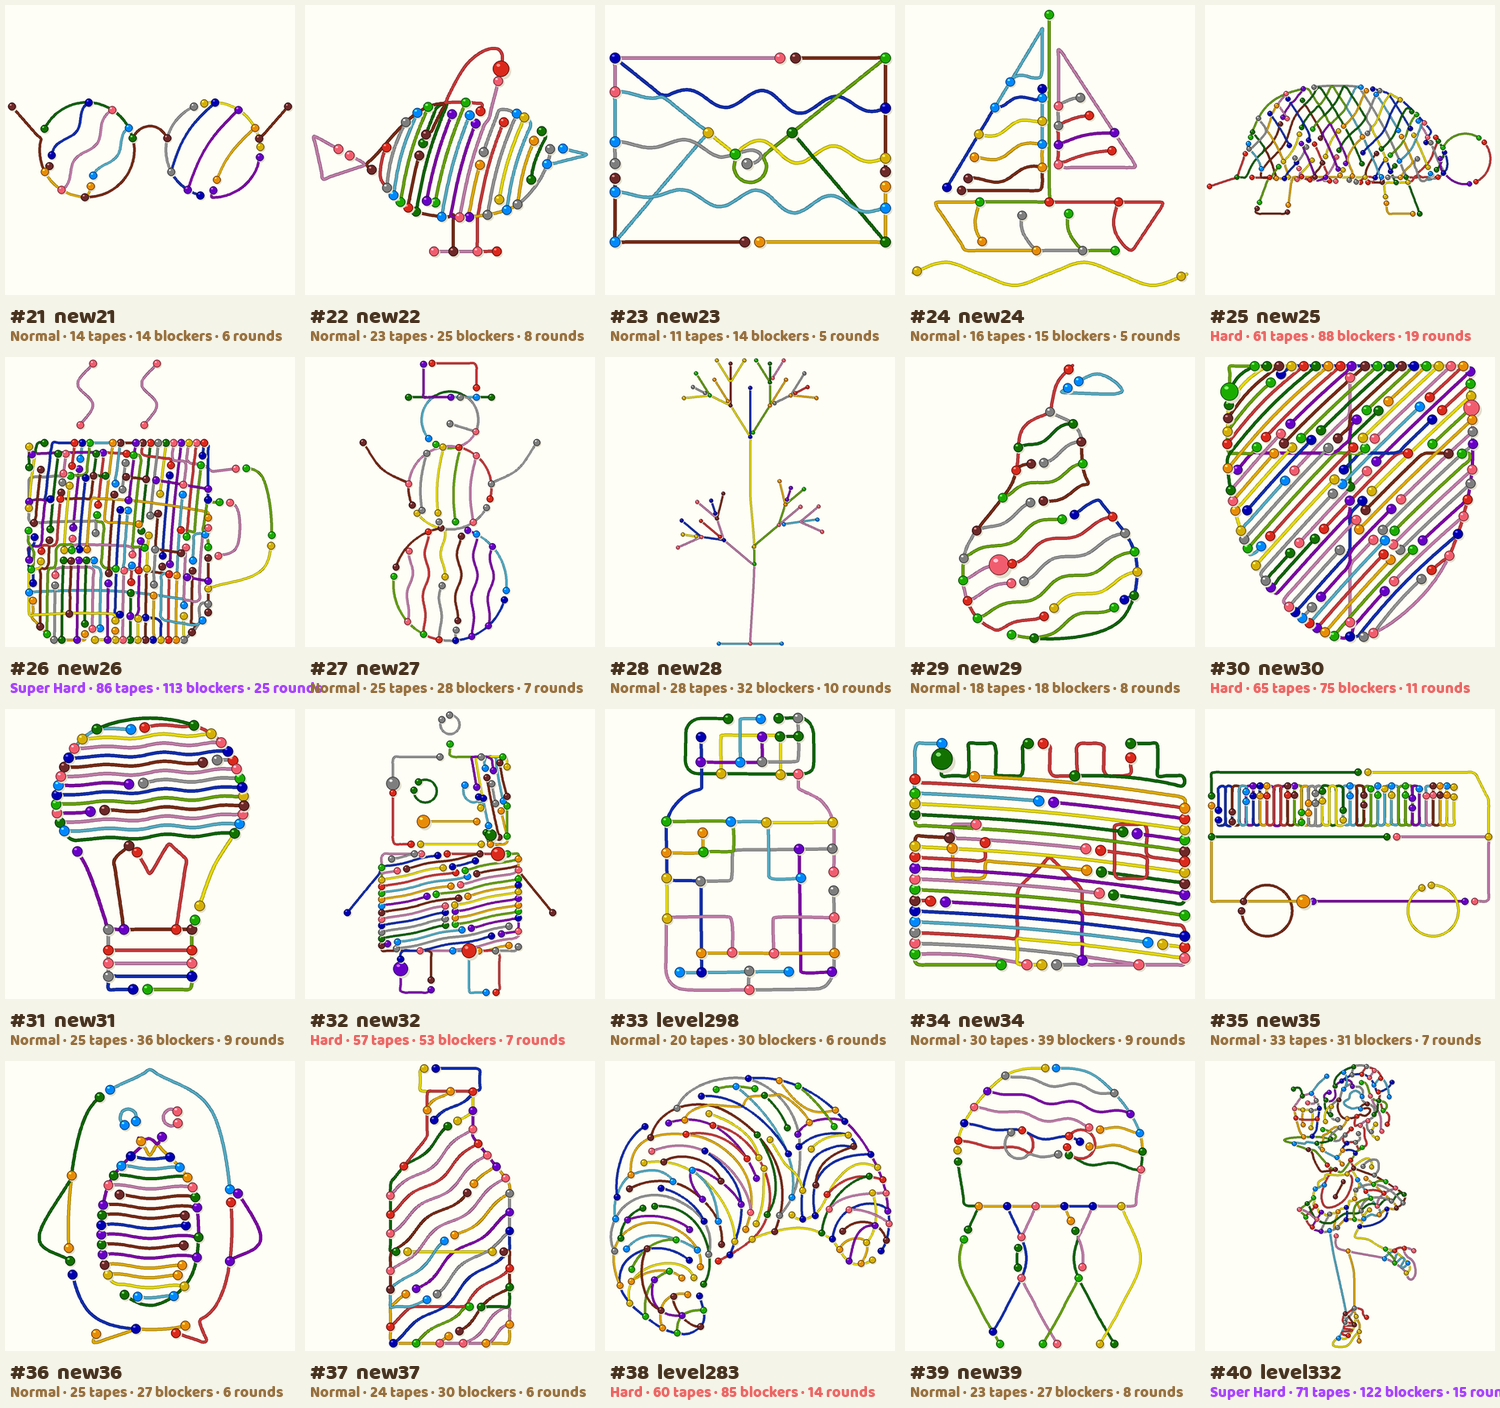 #21 new21
Normal · 14 tapes · 14 blockers · 6 rounds
#22 new22
Normal · 23 tapes · 25 blockers · 8 rounds
#23 new23
Normal · 11 tapes · 14 blockers · 5 rounds
#24 new24
Normal · 16 tapes · 15 blockers · 5 rounds
#25 new25
Hard · 61 tapes · 88 blockers · 19 rounds
#26 new26
Super Hard · 86 tapes · 113 blockers · 25 rounds
#27 new27
Normal · 25 tapes · 28 blockers · 7 rounds
#28 new28
Normal · 28 tapes · 32 blockers · 10 rounds
#29 new29
Normal · 18 tapes · 18 blockers · 8 rounds
#30 new30
Hard · 65 tapes · 75 blockers · 11 rounds
#31 new31
Normal · 25 tapes · 36 blockers · 9 rounds
#32 new32
Hard · 57 tapes · 53 blockers · 7 rounds
#33 level298
Normal · 20 tapes · 30 blockers · 6 rounds
#34 new34
Normal · 30 tapes · 39 blockers · 9 rounds
#35 new35
Normal · 33 tapes · 31 blockers · 7 rounds
#36 new36
Normal · 25 tapes · 27 blockers · 6 rounds
#37 new37
Normal · 24 tapes · 30 blockers · 6 rounds
#38 level283
Hard · 60 tapes · 85 blockers · 14 rounds
#39 new39
Normal · 23 tapes · 27 blockers · 8 rounds
#40 level332
Super Hard · 71 tapes · 122 blockers · 15 roun